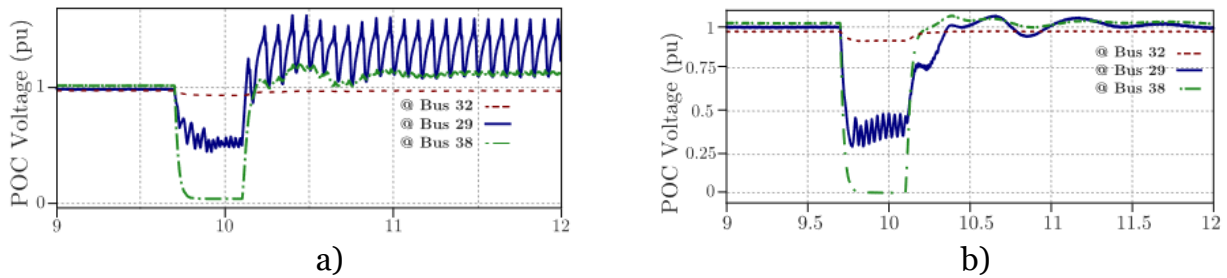 POC Voltage (pu)
1
0
@ Bus 32
@ Bus 29
@ Bus 38
9
10
11
12
a)
POC Voltage (pu)
1
0.75
0.5
0.25
0
@ Bus 32
@ Bus 29
@ Bus 38
9
9.5
10
10.5
11
11.5
12
b)